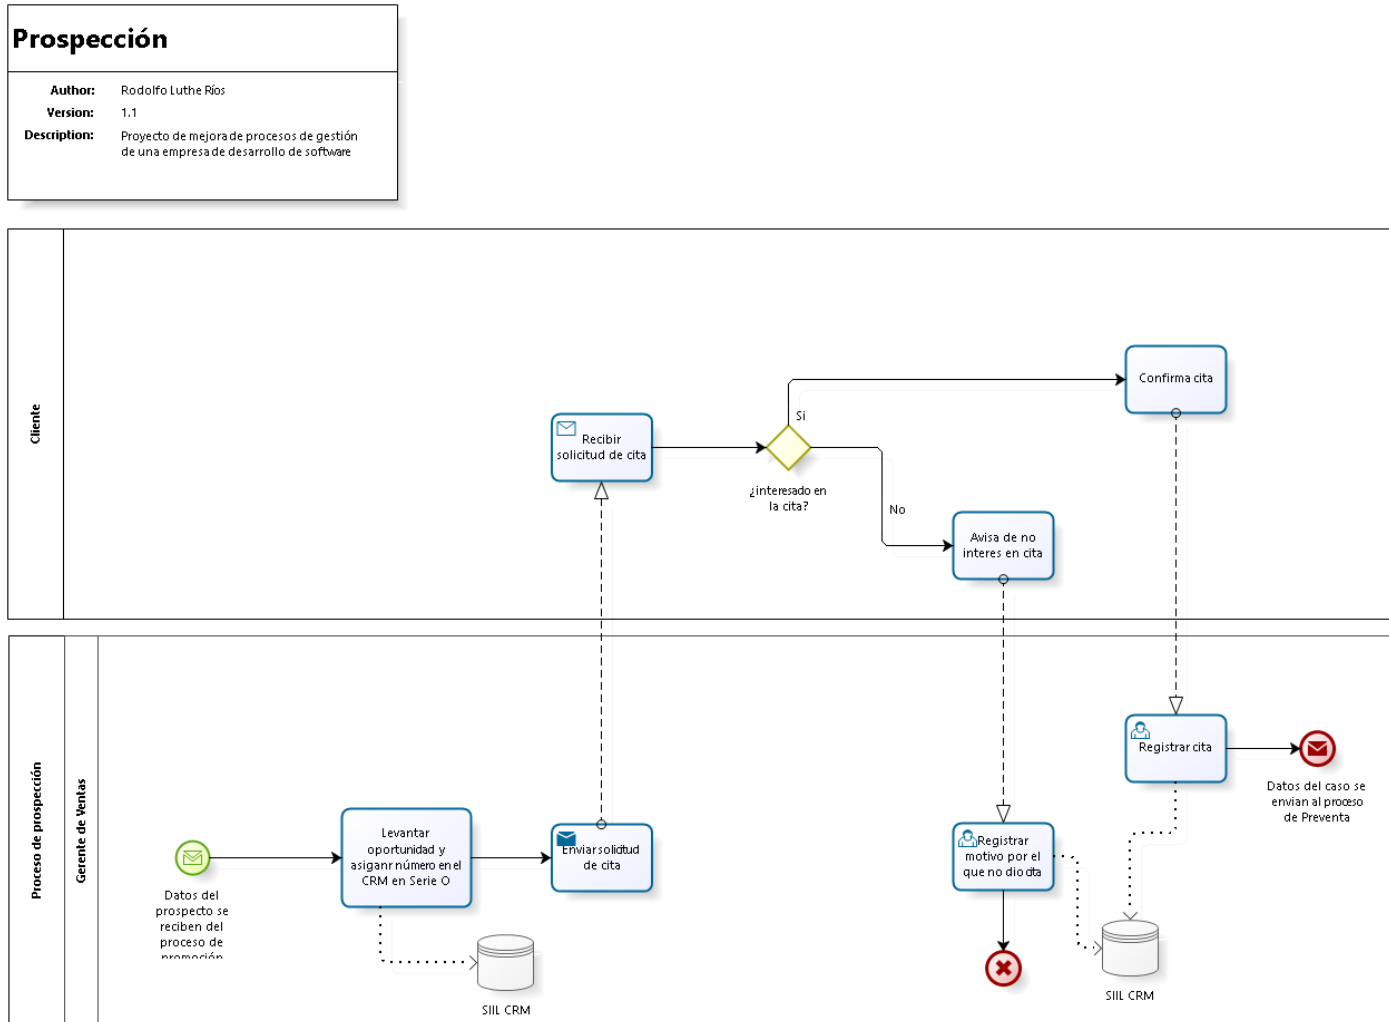 Prospección
Author: Rodolfo Luthe Ríos
Version: 1.1
Description: Proyecto de mejora de procesos de gestión
de una empresa de desarrollo de software
Cliente
Confirma cita
Si
Recibir
solicitud de cita
¿interesado en
la cita?
No
Avisa de no
interes en cita
Proceso de prospección
Gerente de Ventas
Registrar cita
Datos del caso se
envian al proceso
de Preventa
Levantar
oportunidad y
asiganr número en el
CRM en Serie O
Enviar solicitud
de cita
Registrar
motivo por el
que no dio cita
Datos del
prospecto se
reciben del
proceso de
promoción
SIIL CRM
SIIL CRM